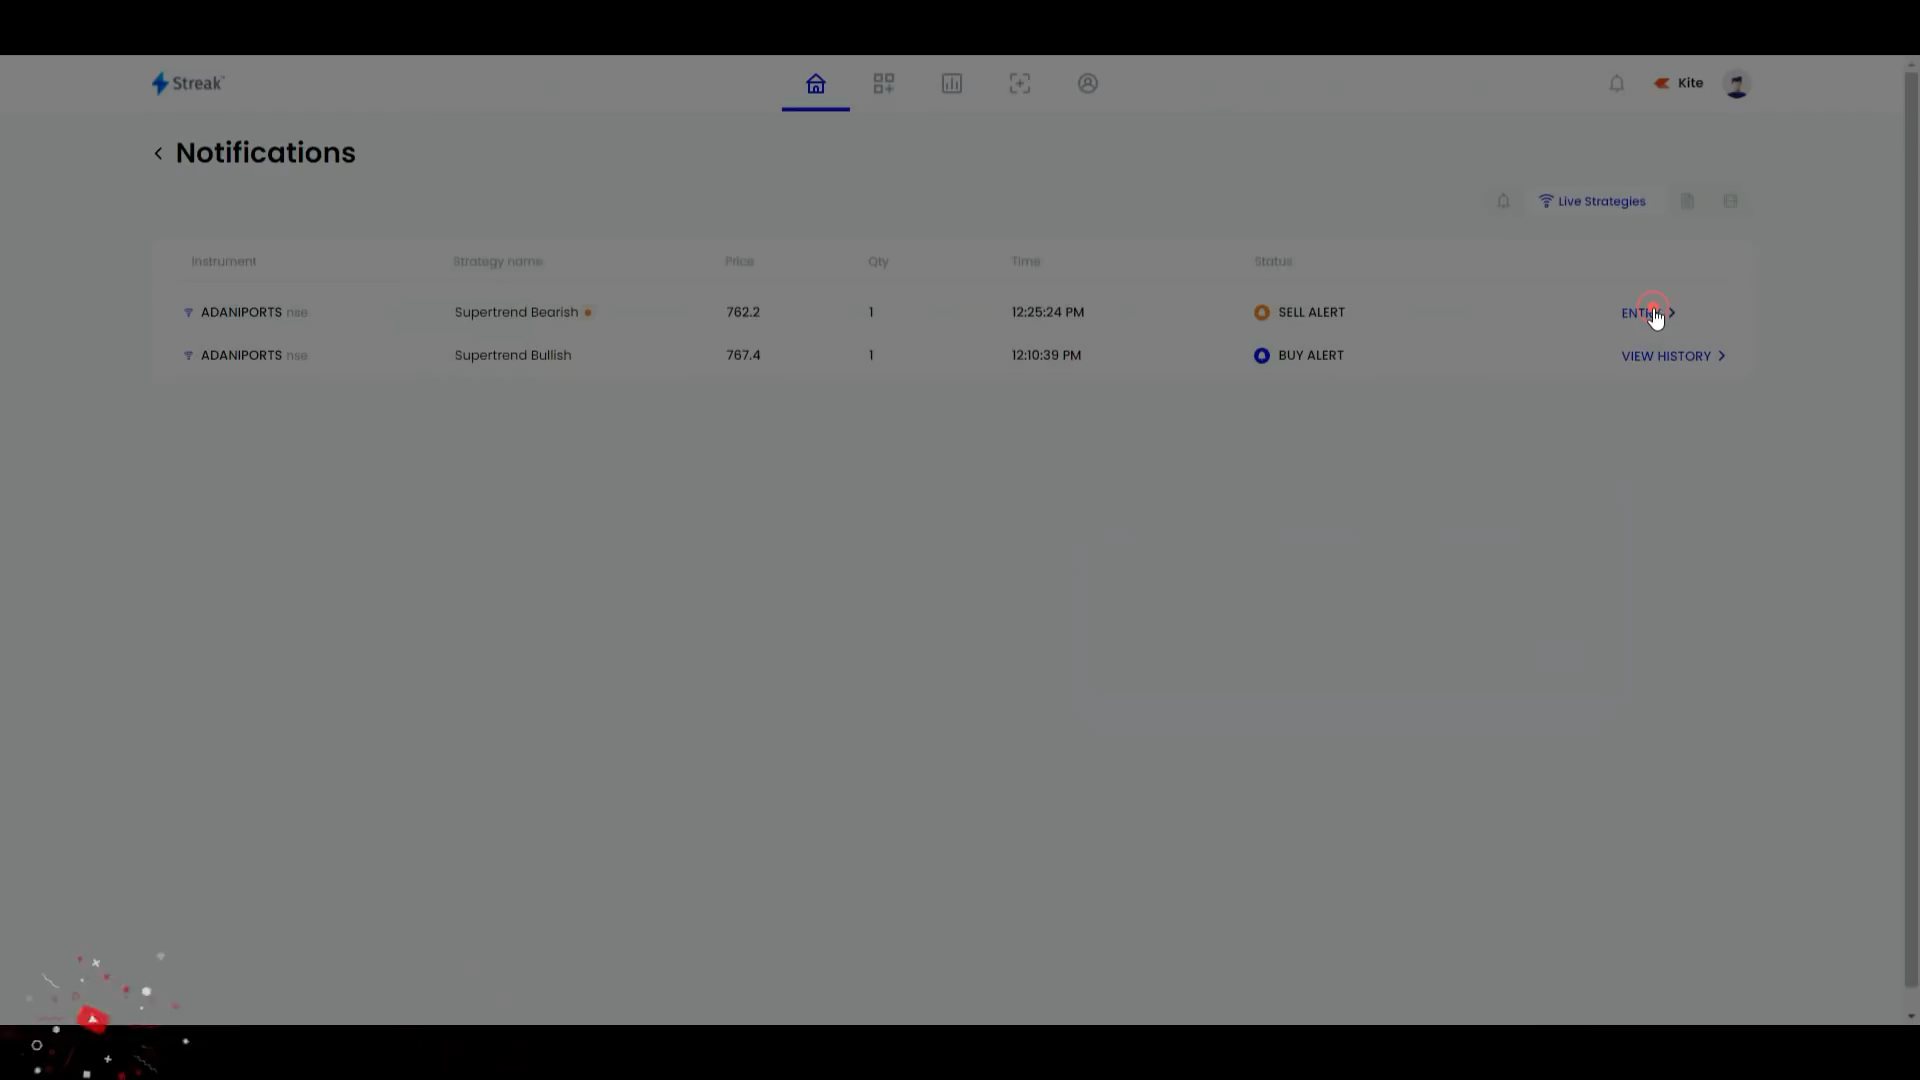 Streak
Kite
Notifications
Live Strategies
Instrument Strategy name Price Qty Time Status
ADANIPORTS nse Supertrend Bearish 762.2 1 12:25:24 PM SELL ALERT
ADANIPORTS nse Supertrend Bullish 767.4 1 12:10:39 PM BUY ALERT VIEW HISTORY